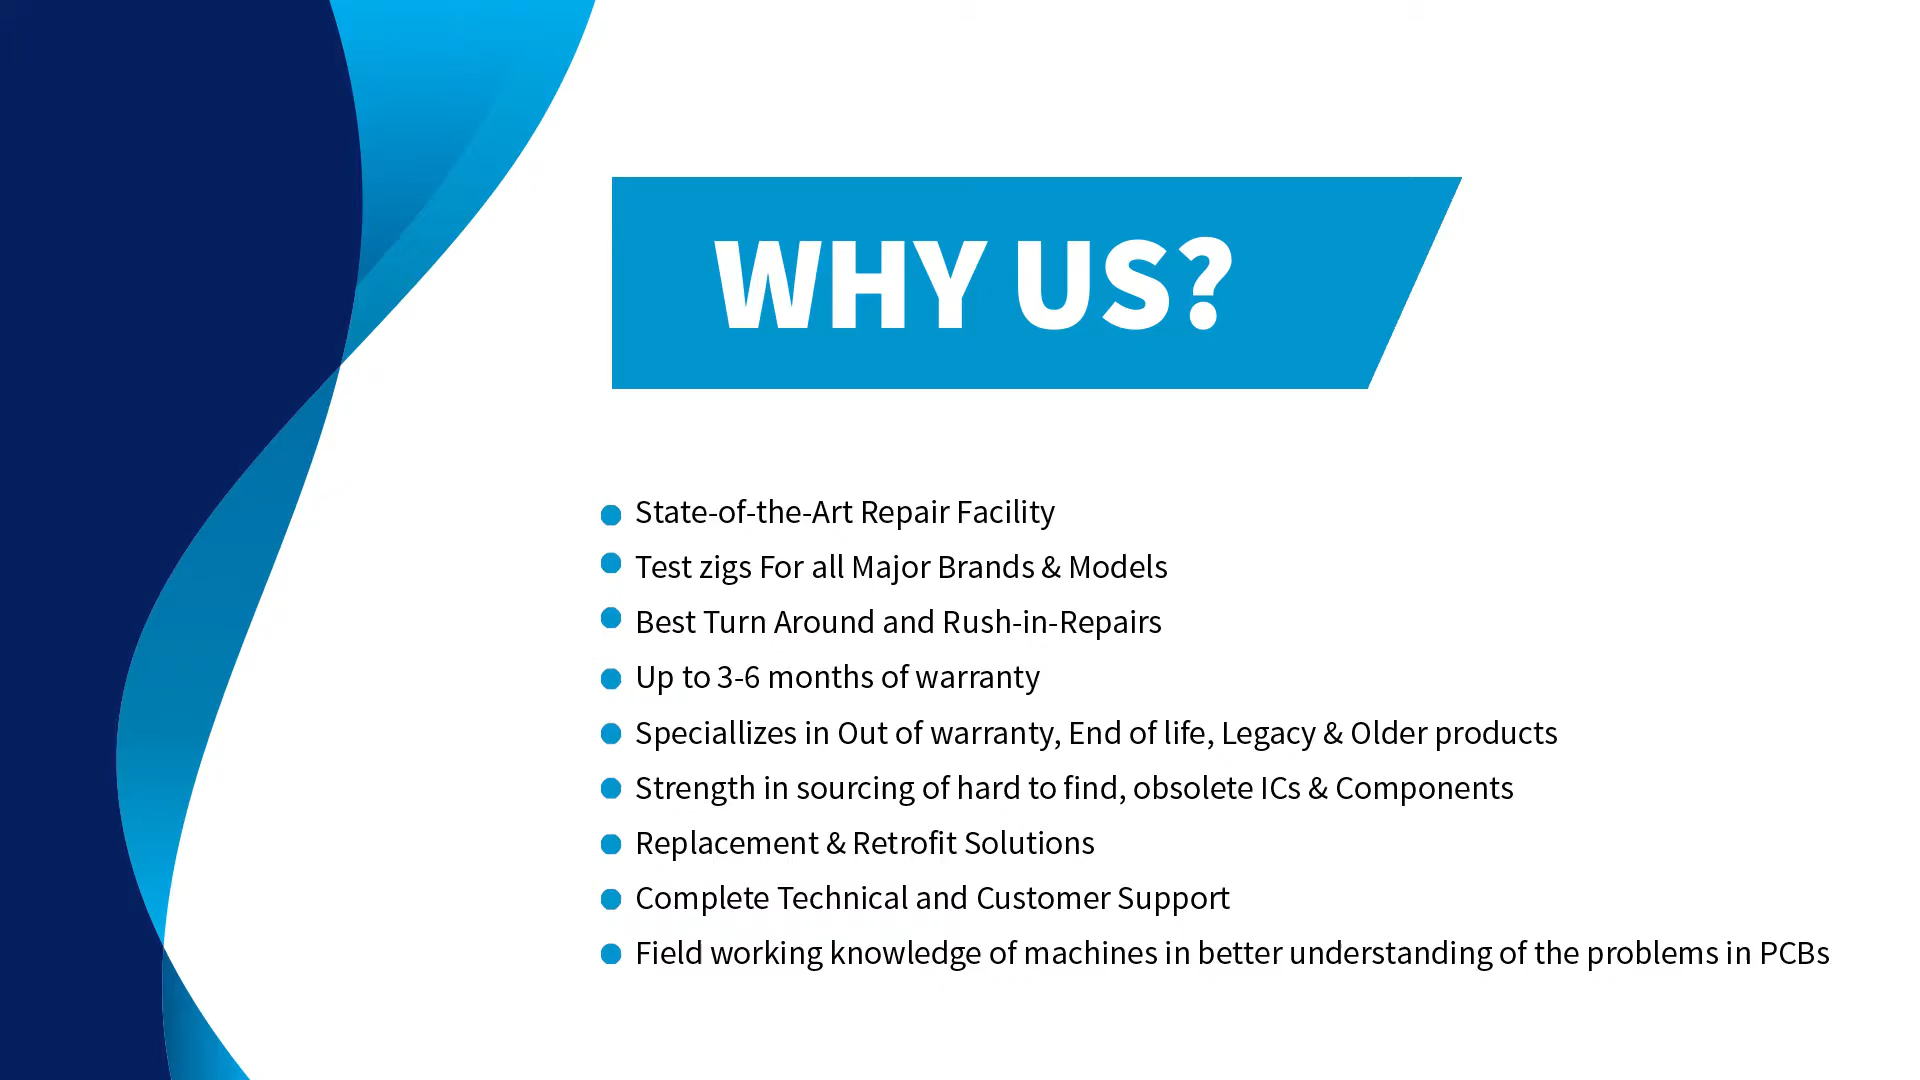 WHY US?
State-of-the-Art Repair Facility
Test zigs For all Major Brands & Models
Best Turn Around and Rush-in-Repairs
Up to 3-6 months of warranty
Speciallizes in Out of warranty, End of life, Legacy & Older products
Strength in sourcing of hard to find, obsolete ICs & Components
Replacement & Retrofit Solutions
Complete Technical and Customer Support
Field working knowledge of machines in better understanding of the problems in PCBs